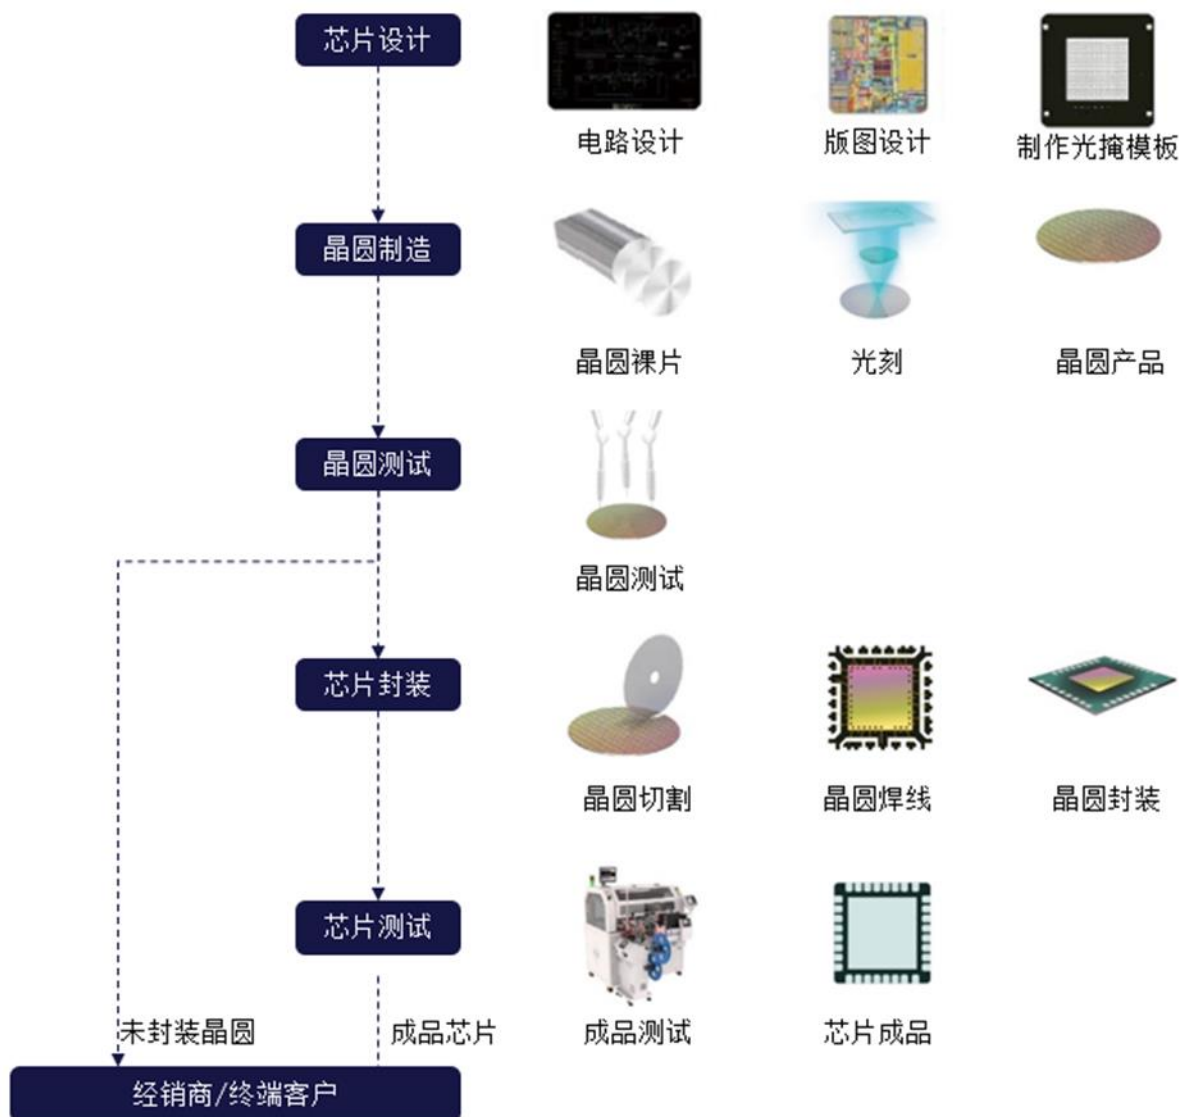 芯片设计
电路设计
版图设计
制作光掩模板
晶圆制造
晶圆裸片
光刻
晶圆产品
晶圆测试
晶圆测试
芯片封装
晶圆切割
晶圆焊线
晶圆封装
芯片测试
未封装晶圆
成品芯片
成品测试
芯片成品
经销商/终端客户